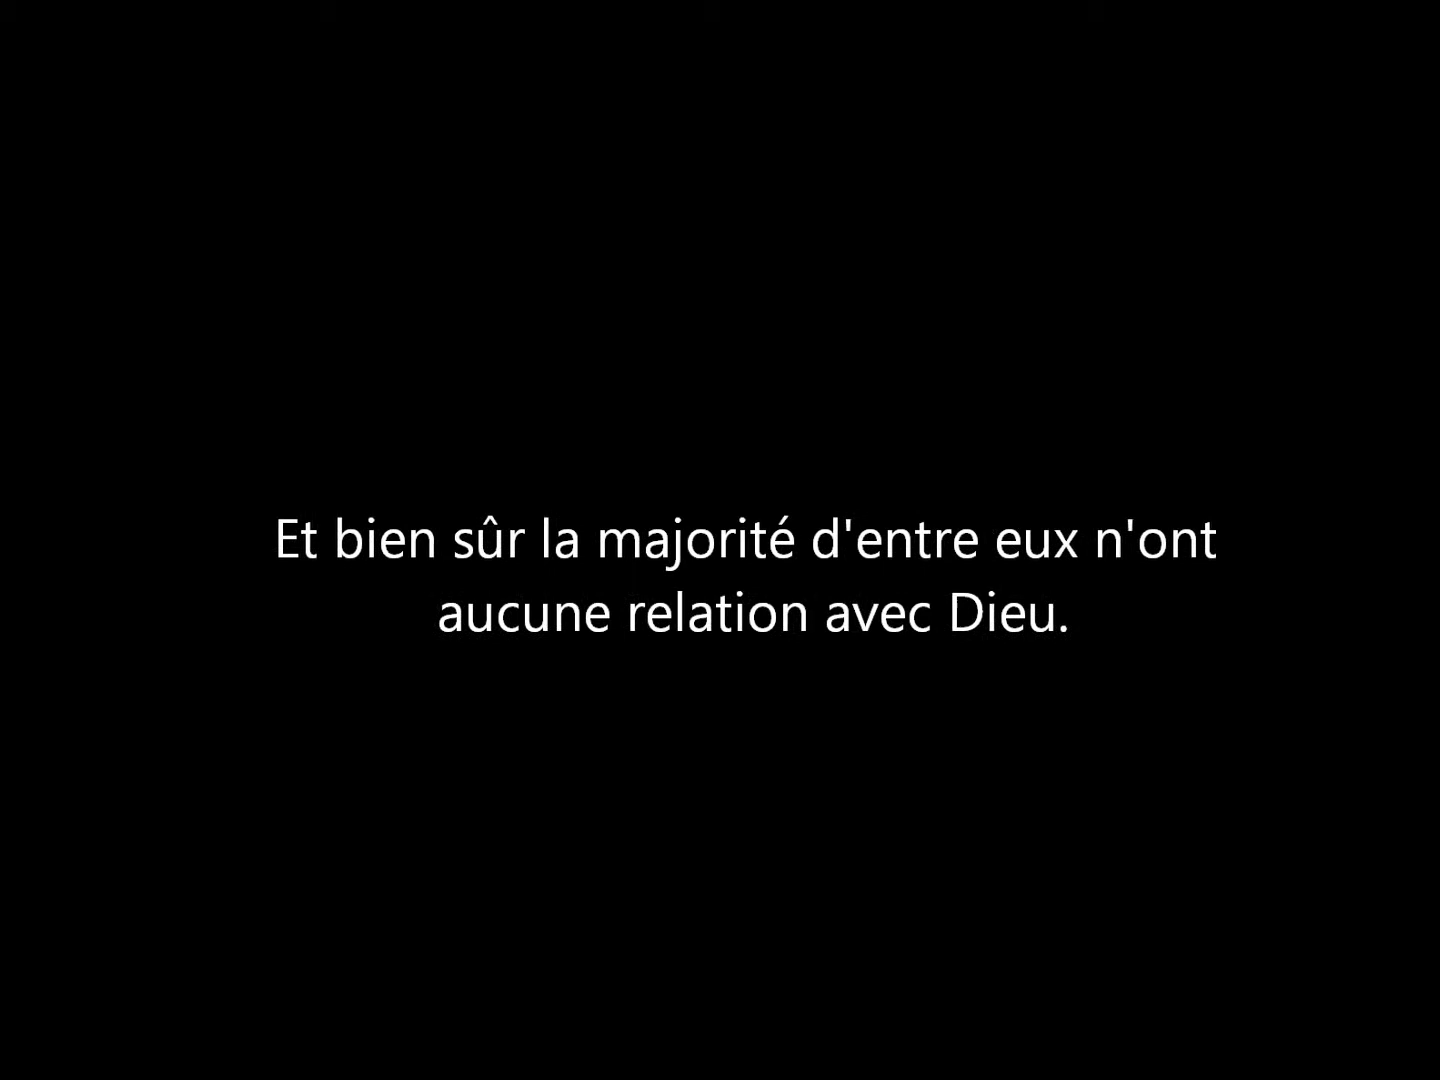 Et bien sûr la majorité d'entre eux n'ont
aucune relation avec Dieu.